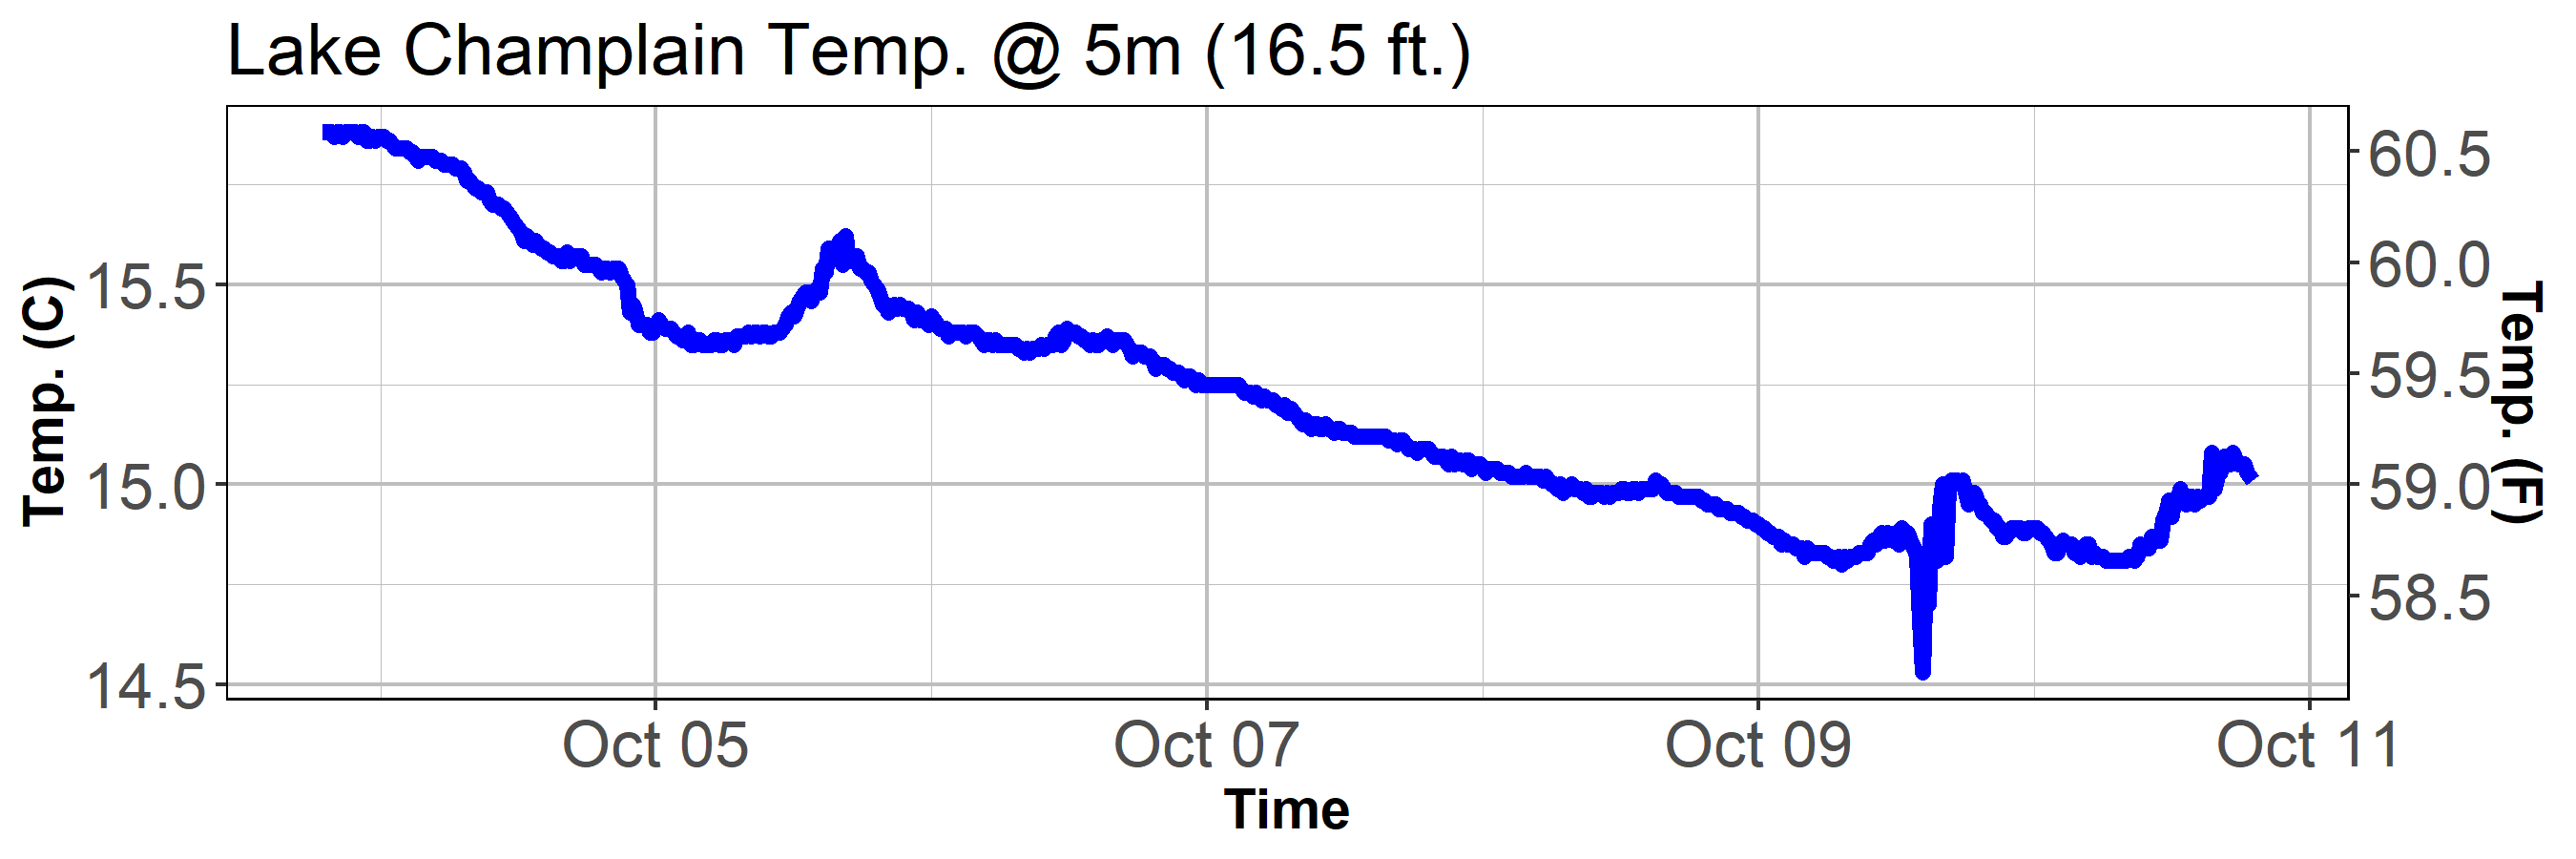 Lake Champlain Temp. @ 5m (16.5 ft.)
Temp. (C)
15.5
15.0
14.5
60.5
60.0
59.5
59.0
58.5
Temp. (F)
Oct 05 Oct 07 Oct 09 Oct 11
Time